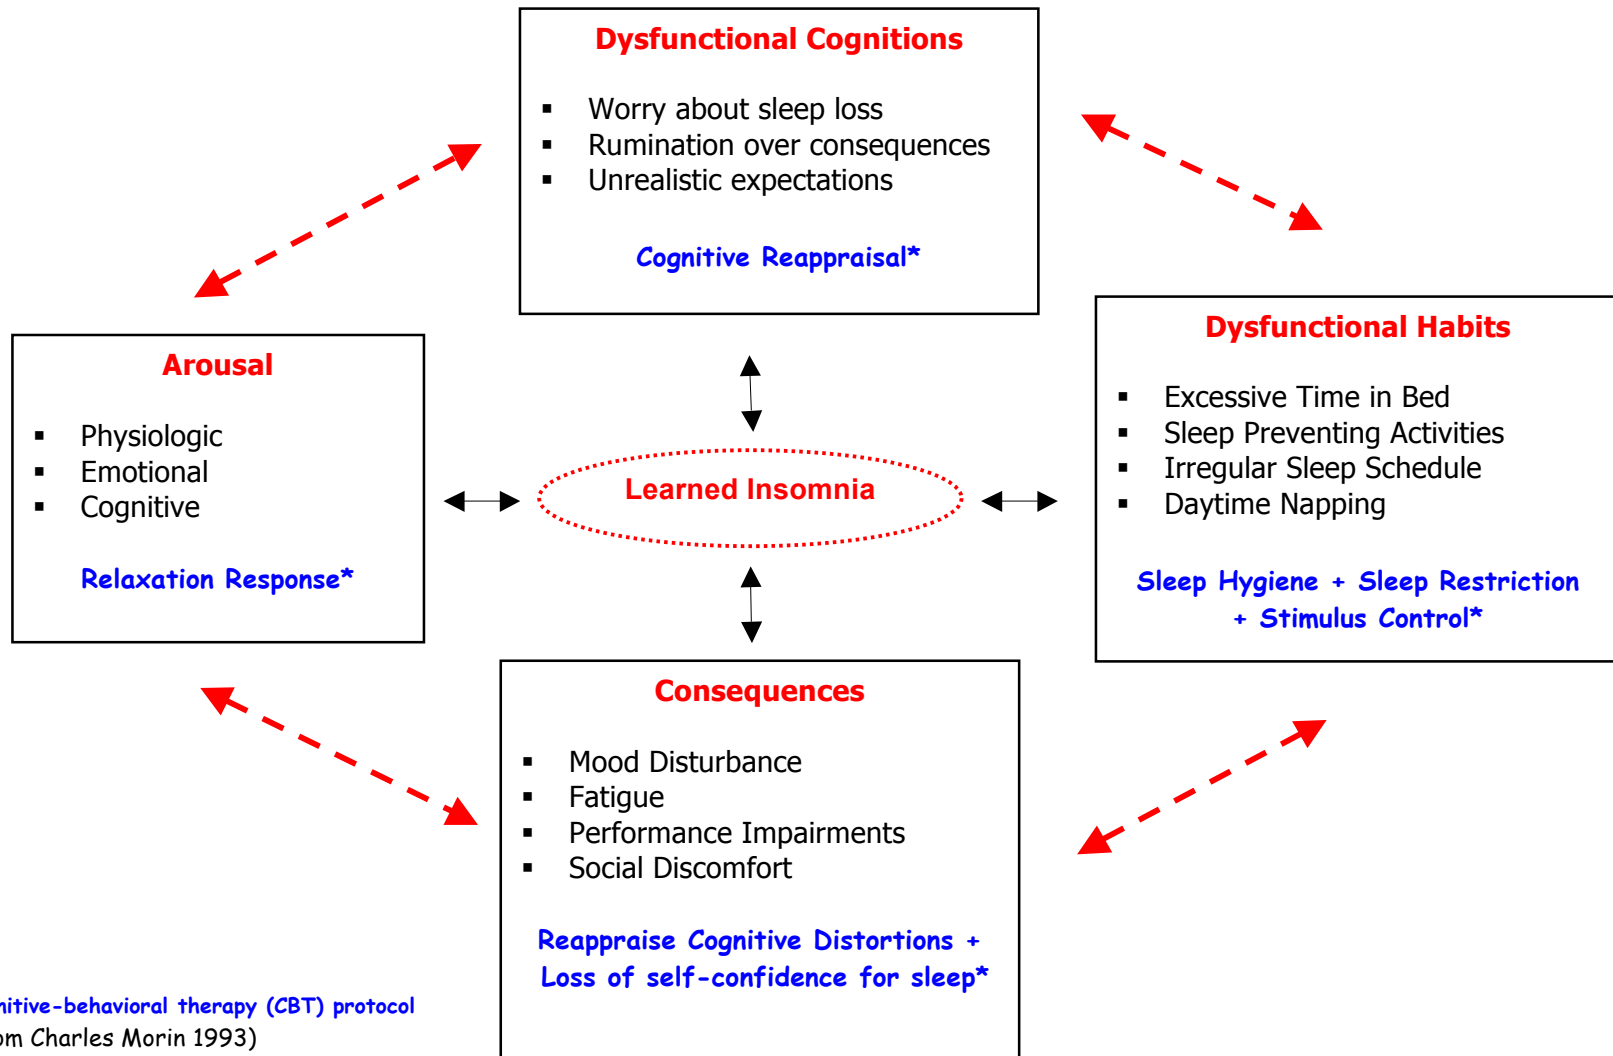 Dysfunctional Cognitions
▪ Worry about sleep loss
▪ Rumination over consequences
▪ Unrealistic expectations
Cognitive Reappraisal*
Arousal
▪ Physiologic
▪ Emotional
▪ Cognitive
Relaxation Response*
Learned Insomnia
Dysfunctional Habits
▪ Excessive Time in Bed
▪ Sleep Preventing Activities
▪ Irregular Sleep Schedule
▪ Daytime Napping
Sleep Hygiene + Sleep Restriction
+ Stimulus Control*
Consequences
▪ Mood Disturbance
▪ Fatigue
▪ Performance Impairments
▪ Social Discomfort
Reappraise Cognitive Distortions +
Loss of self-confidence for sleep*
nitive-behavioral therapy (CBT) protocol
om Charles Morin 1993)